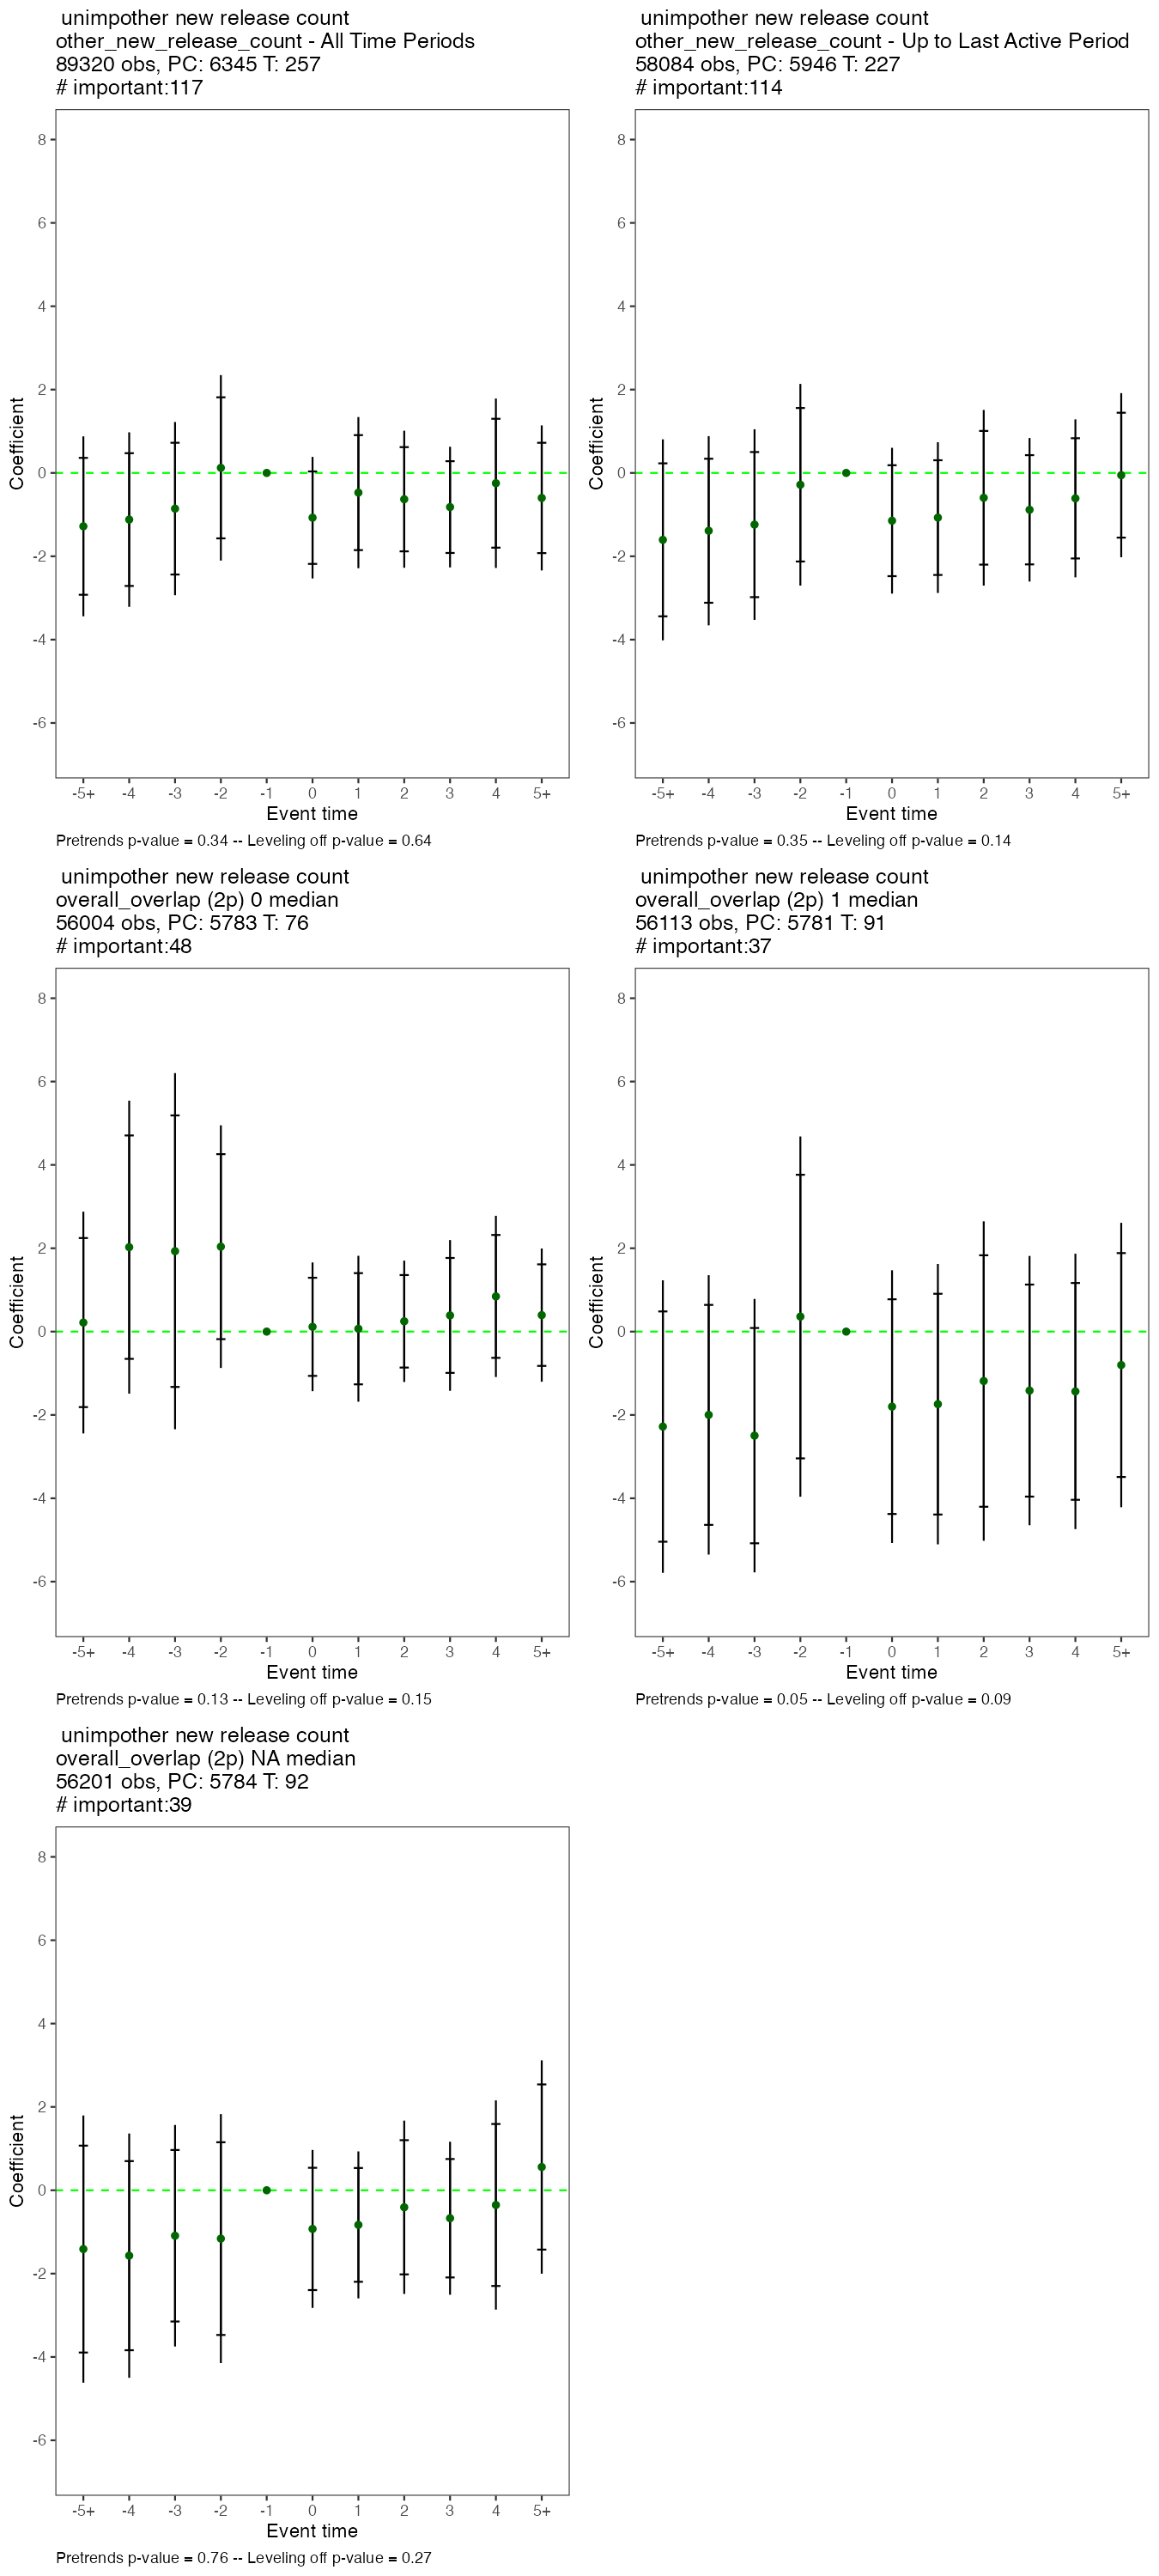 unimpother new release count
other_new_release_count - All Time Periods
89320 obs, PC: 6345 T: 257
# important:117
8
6
4
2
0
-2
-4
-6
Coefficient
-5+ -4 -3 -2 -1 0 1 2 3 4 5+
Event time
Pretrends p-value = 0.34 -- Leveling off p-value = 0.64
unimpother new release count
other_new_release_count - Up to Last Active Period
58084 obs, PC: 5946 T: 227
# important:114
8
6
4
2
0
-2
-4
-6
Coefficient
-5+ -4 -3 -2 -1 0 1 2 3 4 5+
Event time
Pretrends p-value = 0.35 -- Leveling off p-value = 0.14
unimpother new release count
overall_overlap (2p) 0 median
56004 obs, PC: 5783 T: 76
# important:48
8
6
4
2
0
-2
-4
-6
Coefficient
-5+ -4 -3 -2 -1 0 1 2 3 4 5+
Event time
Pretrends p-value = 0.13 -- Leveling off p-value = 0.15
unimpother new release count
overall_overlap (2p) 1 median
56113 obs, PC: 5781 T: 91
# important:37
8
6
4
2
0
-2
-4
-6
Coefficient
-5+ -4 -3 -2 -1 0 1 2 3 4 5+
Event time
Pretrends p-value = 0.05 -- Leveling off p-value = 0.09
unimpother new release count
overall_overlap (2p) NA median
56201 obs, PC: 5784 T: 92
# important:39
8
6
4
2
0
-2
-4
-6
Coefficient
-5+ -4 -3 -2 -1 0 1 2 3 4 5+
Event time
Pretrends p-value = 0.76 -- Leveling off p-value = 0.27